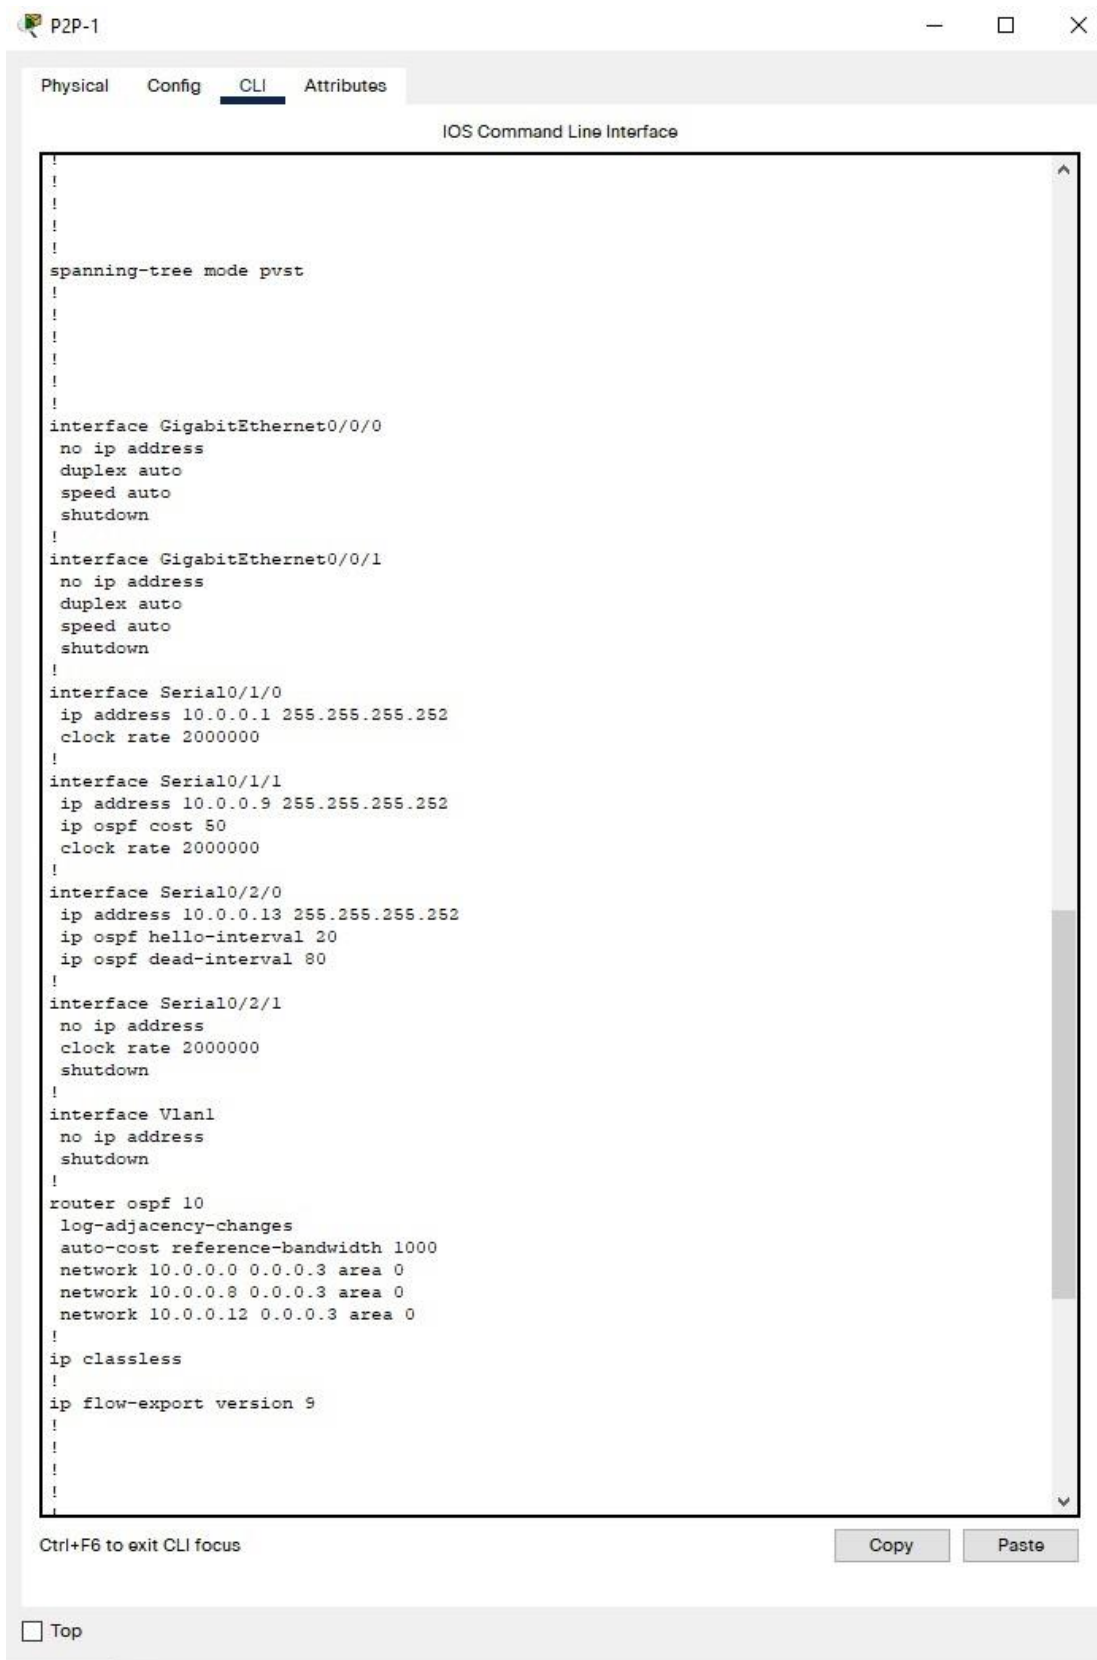 P2P-1
Physical Config CLI Attributes
IOS Command Line Interface
!
!
!
!
!
spanning-tree mode pvst
!
!
!
!
!
!
interface GigabitEthernet0/0/0
 no ip address
 duplex auto
 speed auto
 shutdown
!
interface GigabitEthernet0/0/1
 no ip address
 duplex auto
 speed auto
 shutdown
!
interface Serial0/1/0
 ip address 10.0.0.1 255.255.255.252
 clock rate 2000000
!
interface Serial0/1/1
 ip address 10.0.0.9 255.255.255.252
 ip ospf cost 50
 clock rate 2000000
!
interface Serial0/2/0
 ip address 10.0.0.13 255.255.255.252
 ip ospf hello-interval 20
 ip ospf dead-interval 80
!
interface Serial0/2/1
 no ip address
 clock rate 2000000
 shutdown
!
interface Vlan1
 no ip address
 shutdown
!
router ospf 10
 log-adjacency-changes
 auto-cost reference-bandwidth 1000
 network 10.0.0.0 0.0.0.3 area 0
 network 10.0.0.8 0.0.0.3 area 0
 network 10.0.0.12 0.0.0.3 area 0
!
ip classless
!
ip flow-export version 9
!
!
!
!
!
Ctrl+F6 to exit CLI focus
Copy Paste
Top